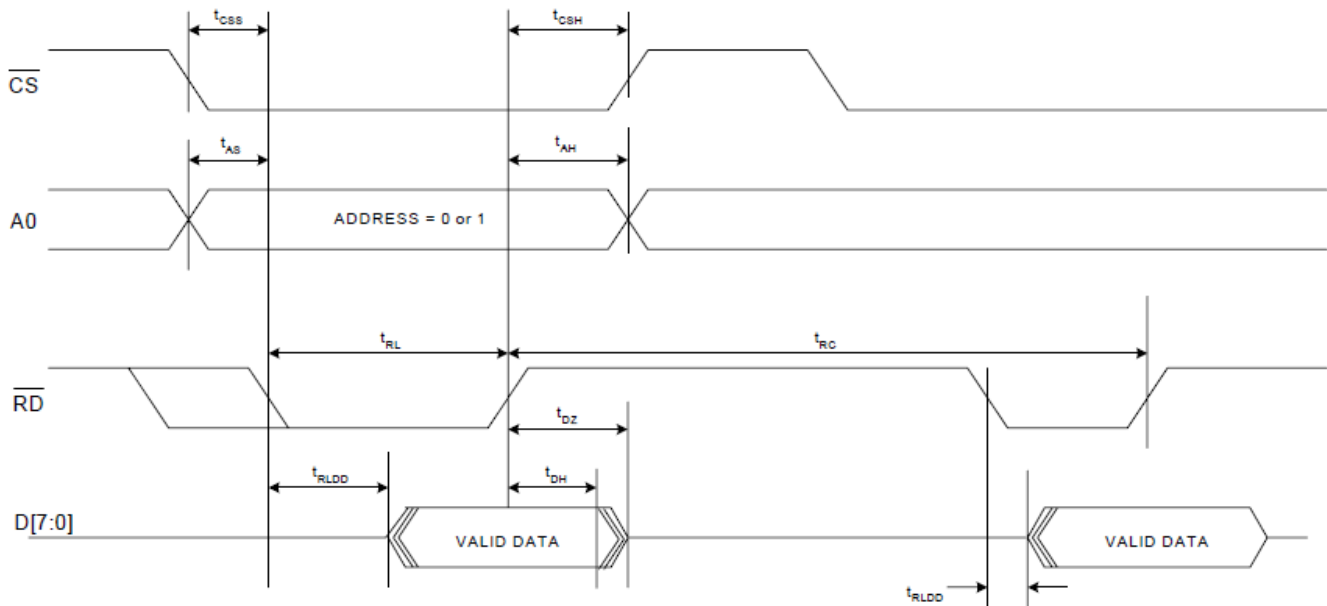 tCSS tCSH
CS
tAS tAH
A0 ADDRESS = 0 or 1
tRL tRC
RD
tDZ
tRLDD tDH
D[7:0] VALID DATA VALID DATA
tRLDD